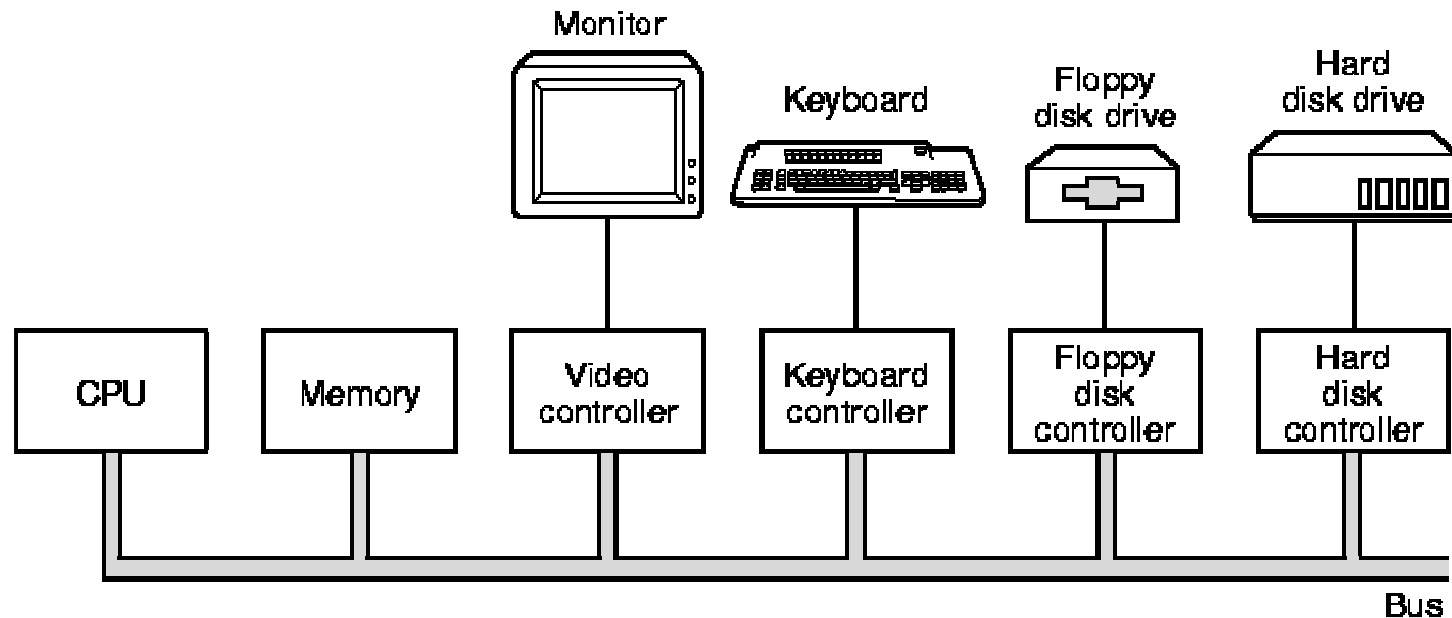 Monitor
Keyboard
Floppy
disk drive
Hard
disk drive
CPU
Memory
Video
controller
Keyboard
controller
Floppy
disk
controller
Hard
disk
controller
Bus